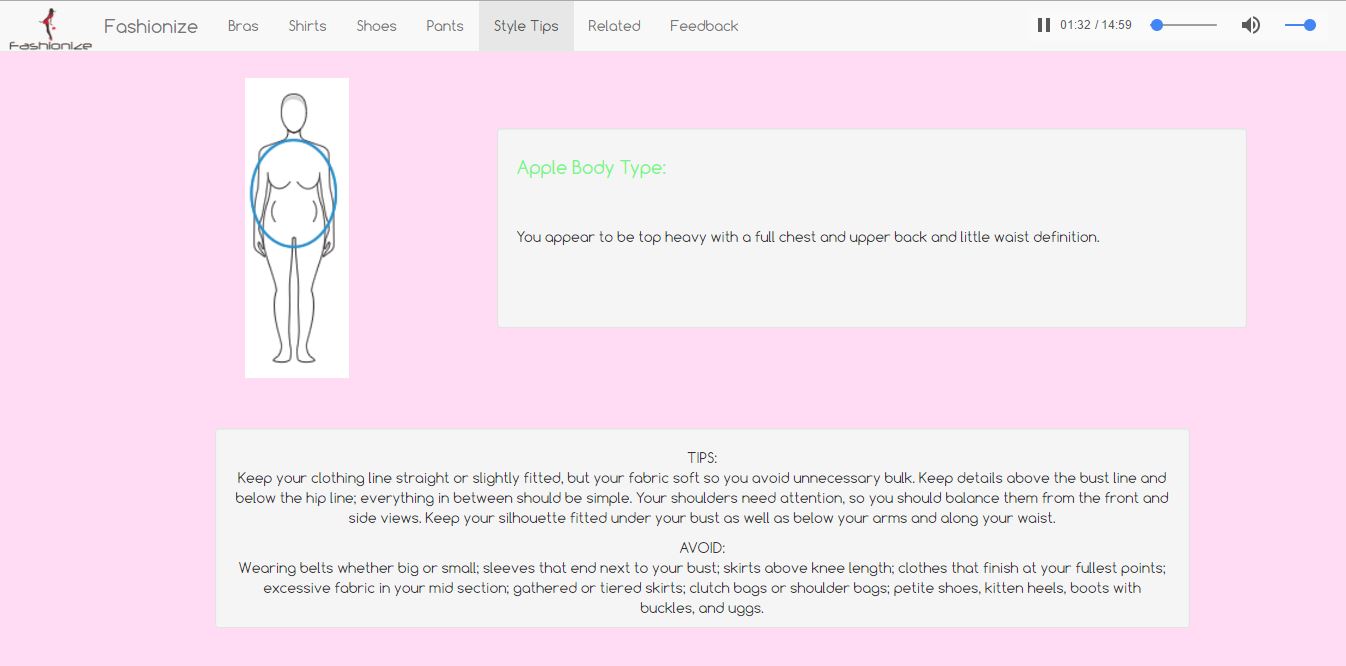 Fashionize
Fashionize Bras Shirts Shoes Pants Style Tips Related Feedback 01:32 / 14:59
Apple Body Type:
You appear to be top heavy with a full chest and upper back and little waist definition.
TIPS:
Keep your clothing line straight or slightly fitted, but your fabric soft so you avoid unnecessary bulk. Keep details above the bust line and
below the hip line; everything in between should be simple. Your shoulders need attention, so you should balance them from the front and
side views. Keep your silhouette fitted under your bust as well as below your arms and along your waist.
AVOID:
Wearing belts whether big or small; sleeves that end next to your bust; skirts above knee length; clothes that finish at your fullest points;
excessive fabric in your mid section; gathered or tiered skirts; clutch bags or shoulder bags; petite shoes, kitten heels, boots with
buckles, and uggs.